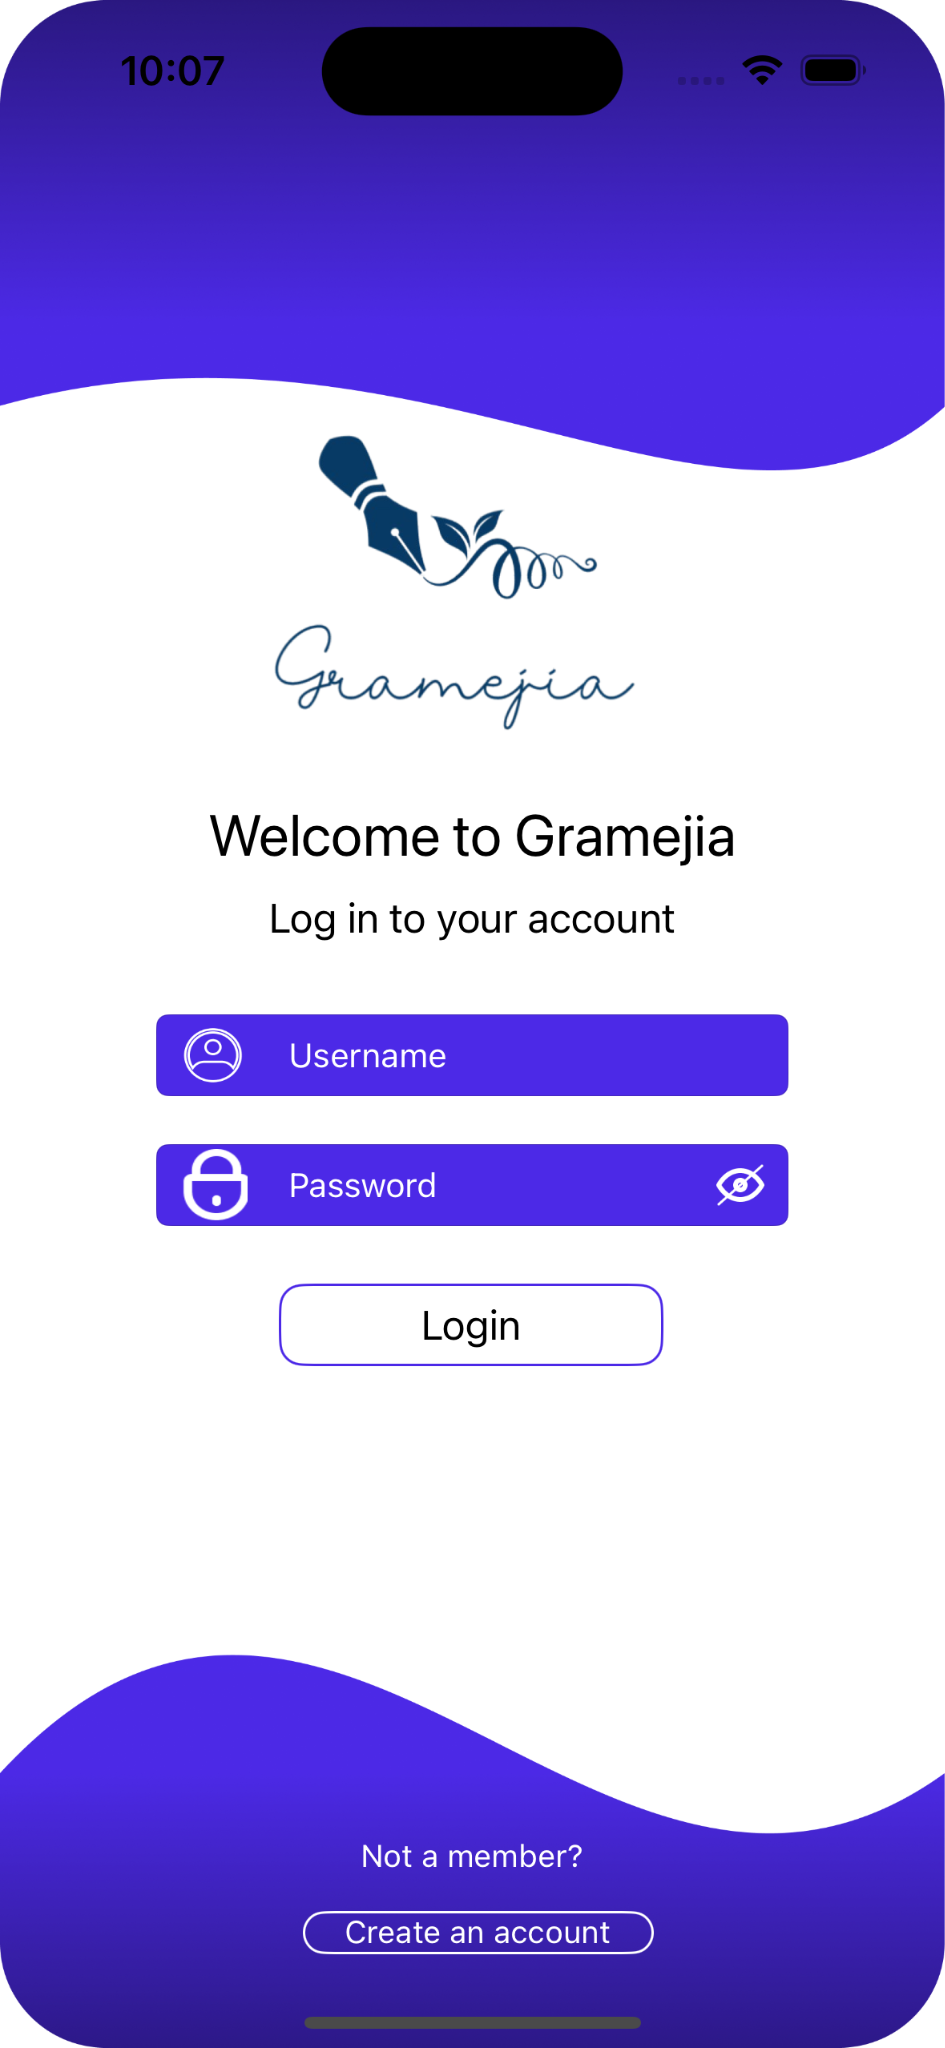 10:07
Gramejia
Welcome to Gramejia
Log in to your account
Username
Password
Login
Not a member?
Create an account